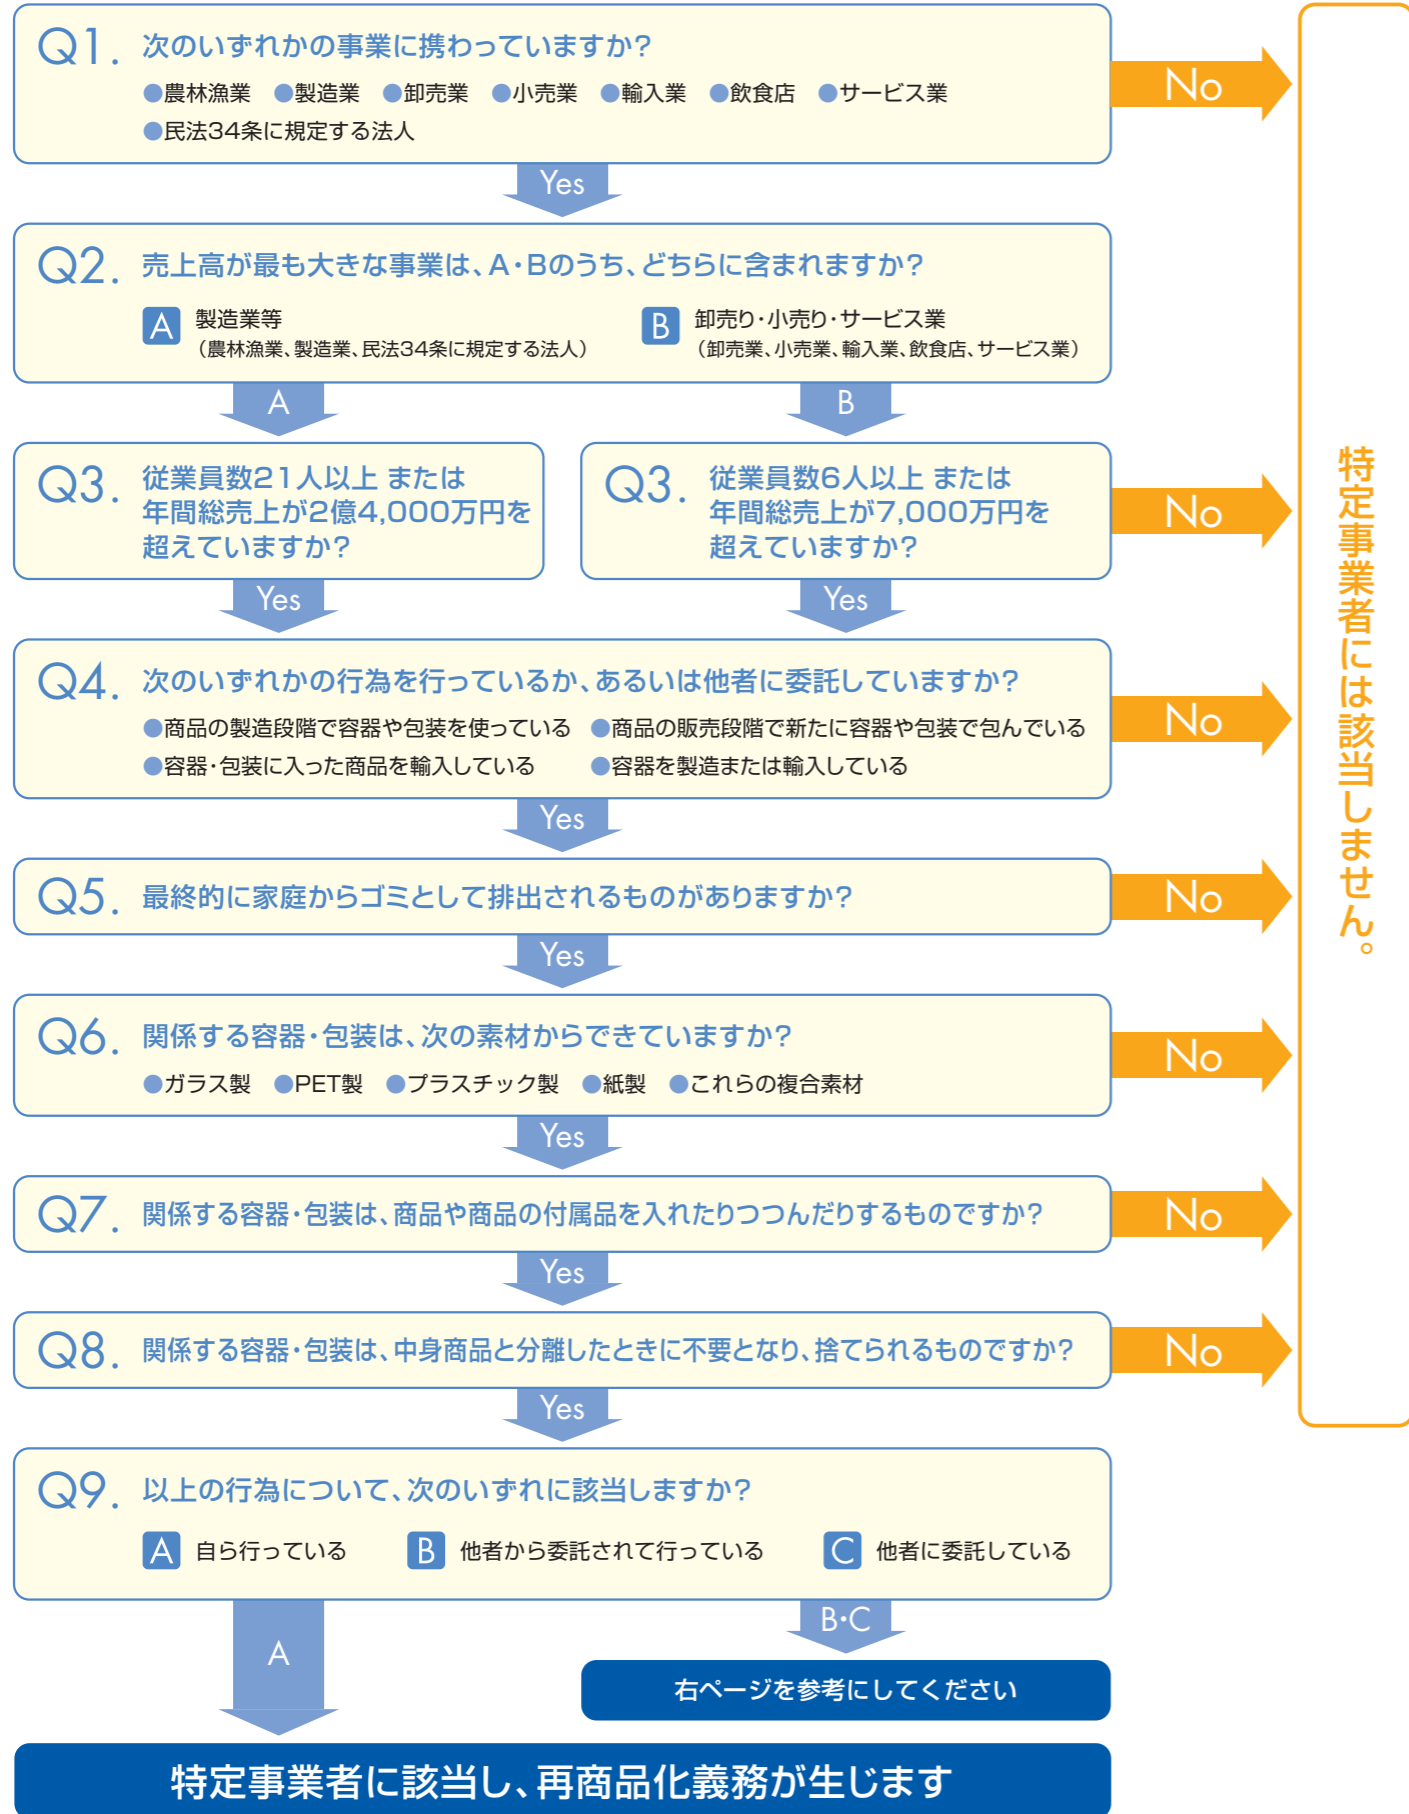 Q1. 次のいずれかの事業に携わっていますか？
●農林漁業 ●製造業 ●卸売業 ●小売業 ●輸入業 ●飲食店 ●サービス業
●民法34条に規定する法人
No
Yes
Q2. 売上高が最も大きな事業は、A・Bのうち、どちらに含まれますか？
A 製造業等
（農林漁業、製造業、民法34条に規定する法人）
B 卸売り・小売り・サービス業
（卸売業、小売業、輸入業、飲食店、サービス業）
A
B
Q3. 従業員数21人以上 または
年間総売上が2億4,000万円を
超えていますか？
Q3. 従業員数6人以上 または
年間総売上が7,000万円を
超えていますか？
No
Yes
Yes
Q4. 次のいずれかの行為を行っているか、あるいは他者に委託していますか？
●商品の製造段階で容器や包装を使っている ●商品の販売段階で新たに容器や包装で包んでいる
●容器・包装に入った商品を輸入している ●容器を製造または輸入している
No
Yes
Q5. 最終的に家庭からゴミとして排出されるものがありますか？
No
Yes
Q6. 関係する容器・包装は、次の素材からできていますか？
●ガラス製 ●PET製 ●プラスチック製 ●紙製 ●これらの複合素材
No
Yes
Q7. 関係する容器・包装は、商品や商品の付属品を入れたりつつんだりするものですか？
No
Yes
Q8. 関係する容器・包装は、中身商品と分離したときに不要となり、捨てられるものですか？
No
Yes
特定事業者には該当しません。
Q9. 以上の行為について、次のいずれに該当しますか？
A 自ら行っている B 他者から委託されて行っている C 他者に委託している
A
B・C
右ページを参考にしてください
特定事業者に該当し、再商品化義務が生じます